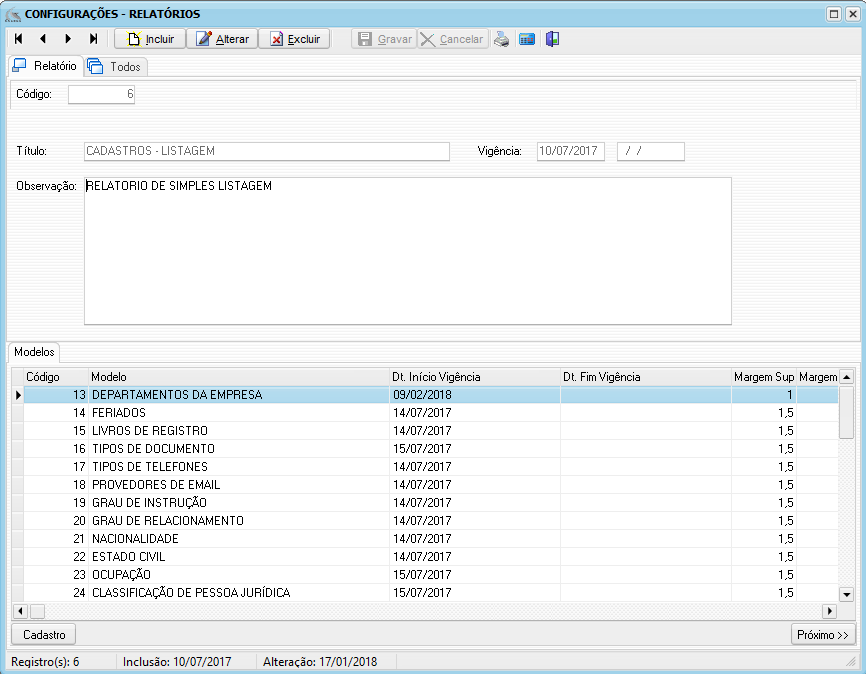 CONFIGURAÇÕES - RELATÓRIOS
Incluir Alterar Excluir Gravar Cancelar
Relatório Todos
Código: 6
Título: CADASTROS - LISTAGEM Vigência: 10/07/2017 / /
Observação: RELATORIO DE SIMPLES LISTAGEM
Modelos
Código Modelo Dt. Início Vigência Dt. Fim Vigência Margem Sup Margem
13 DEPARTAMENTOS DA EMPRESA 09/02/2018 1
14 FERIADOS 14/07/2017 1,5
15 LIVROS DE REGISTRO 14/07/2017 1,5
16 TIPOS DE DOCUMENTO 15/07/2017 1,5
17 TIPOS DE TELEFONES 14/07/2017 1,5
18 PROVEDORES DE EMAIL 14/07/2017 1,5
19 GRAU DE INSTRUÇÃO 14/07/2017 1,5
20 GRAU DE RELACIONAMENTO 14/07/2017 1,5
21 NACIONALIDADE 14/07/2017 1,5
22 ESTADO CIVIL 14/07/2017 1,5
23 OCUPAÇÃO 15/07/2017 1,5
24 CLASSIFICAÇÃO DE PESSOA JURÍDICA 15/07/2017 1,5
Cadastro Próximo >>
Registro(s): 6 Inclusão: 10/07/2017 Alteração: 17/01/2018